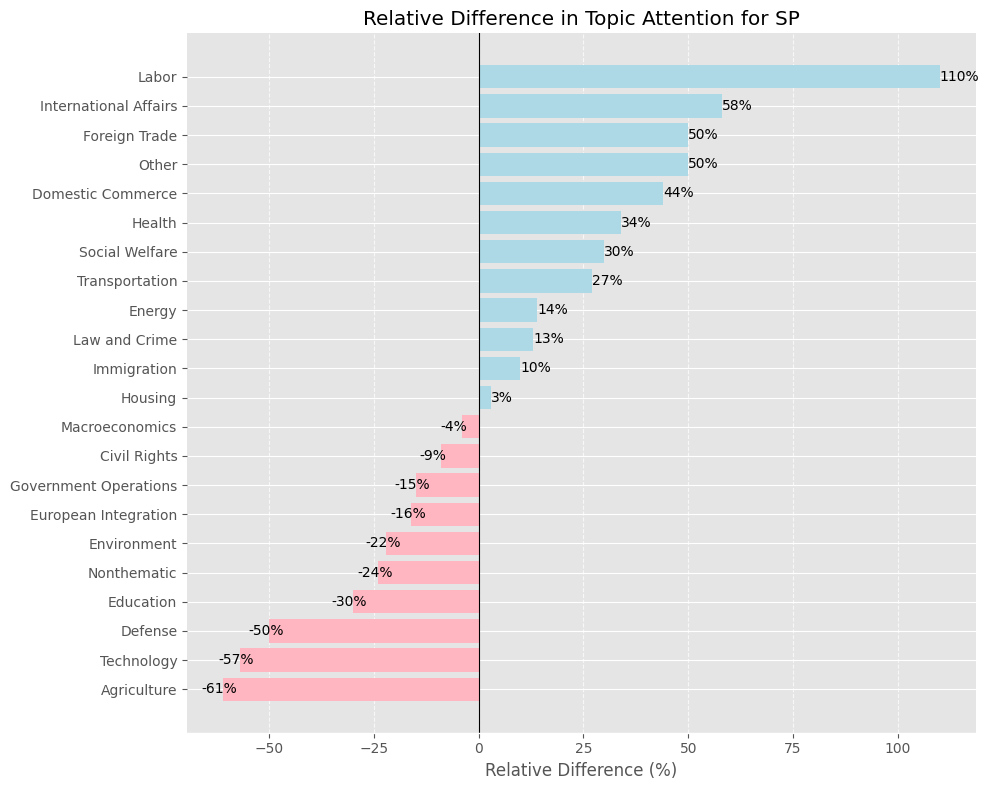 Relative Difference in Topic Attention for SP
Labor 110%
International Affairs 58%
Foreign Trade 50%
Other 50%
Domestic Commerce 44%
Health 34%
Social Welfare 30%
Transportation 27%
Energy 14%
Law and Crime 13%
Immigration 10%
Housing 3%
Macroeconomics -4%
Civil Rights -9%
Government Operations -15%
European Integration -16%
Environment -22%
Nonthematic -24%
Education -30%
Defense -50%
Technology -57%
Agriculture -61%
−50 −25 0 25 50 75 100
Relative Difference (%)